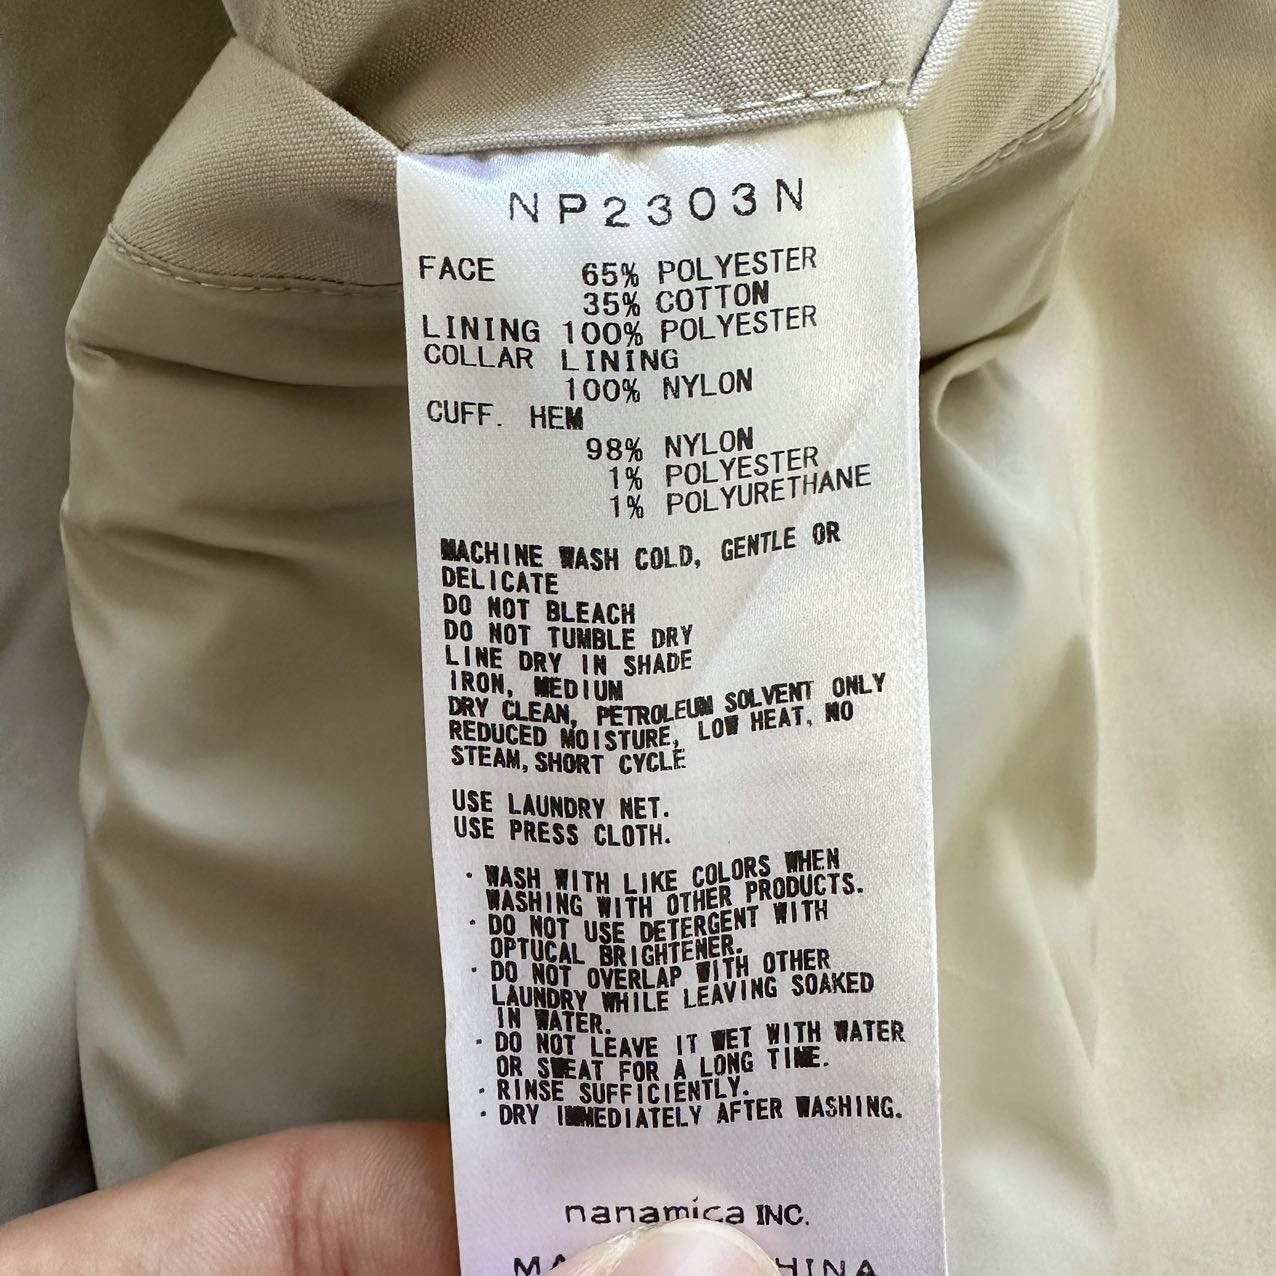 NP2303N
FACE 65% POLYESTER
35% COTTON
LINING 100% POLYESTER
COLLAR LINING
100% NYLON
CUFF. HEM
98% NYLON
1% POLYESTER
1% POLYURETHANE
MACHINE WASH COLD, GENTLE OR
DELICATE
DO NOT BLEACH
DO NOT TUMBLE DRY
LINE DRY IN SHADE
IRON, MEDIUM
DRY CLEAN, PETROLEUM SOLVENT ONLY
REDUCED MOISTURE, LOW HEAT, NO
STEAM, SHORT CYCLE
USE LAUNDRY NET.
USE PRESS CLOTH.
・WASH WITH LIKE COLORS WHEN
WASHING WITH OTHER PRODUCTS.
・DO NOT USE DETERGENT WITH
OPTUCAL BRIGHTENER.
・DO NOT OVERLAP WITH OTHER
LAUNDRY WHILE LEAVING SOAKED
IN WATER.
・DO NOT LEAVE IT WET WITH WATER
OR SWEAT FOR A LONG TIME.
・RINSE SUFFICIENTLY.
・DRY IMMEDIATELY AFTER WASHING.
nanamica INC.